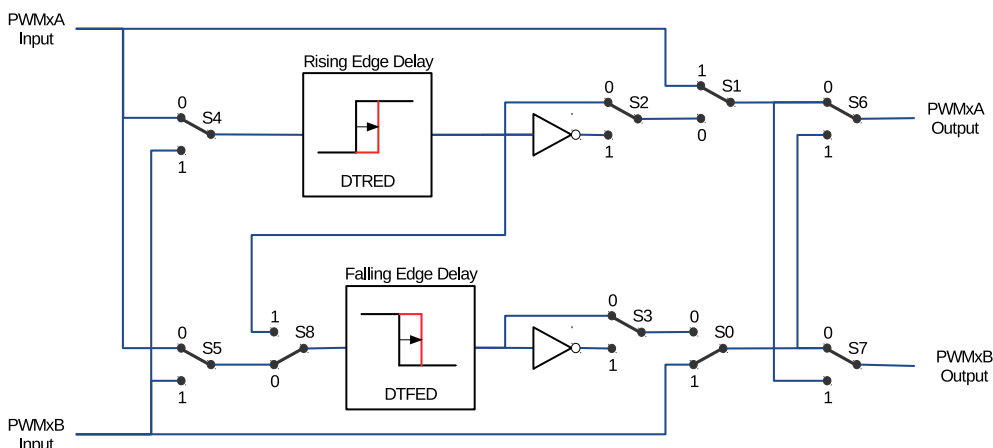 PWMxA
Input
Rising Edge Delay
DTRED
0
S4
1
0
S2
1
1
S1
0
0
S6
1
PWMxA
Output
Falling Edge Delay
DTFED
0
S5
1
1
S8
0
0
S3
1
0
S0
1
0
S7
1
PWMxB
Output
PWMxB
Input